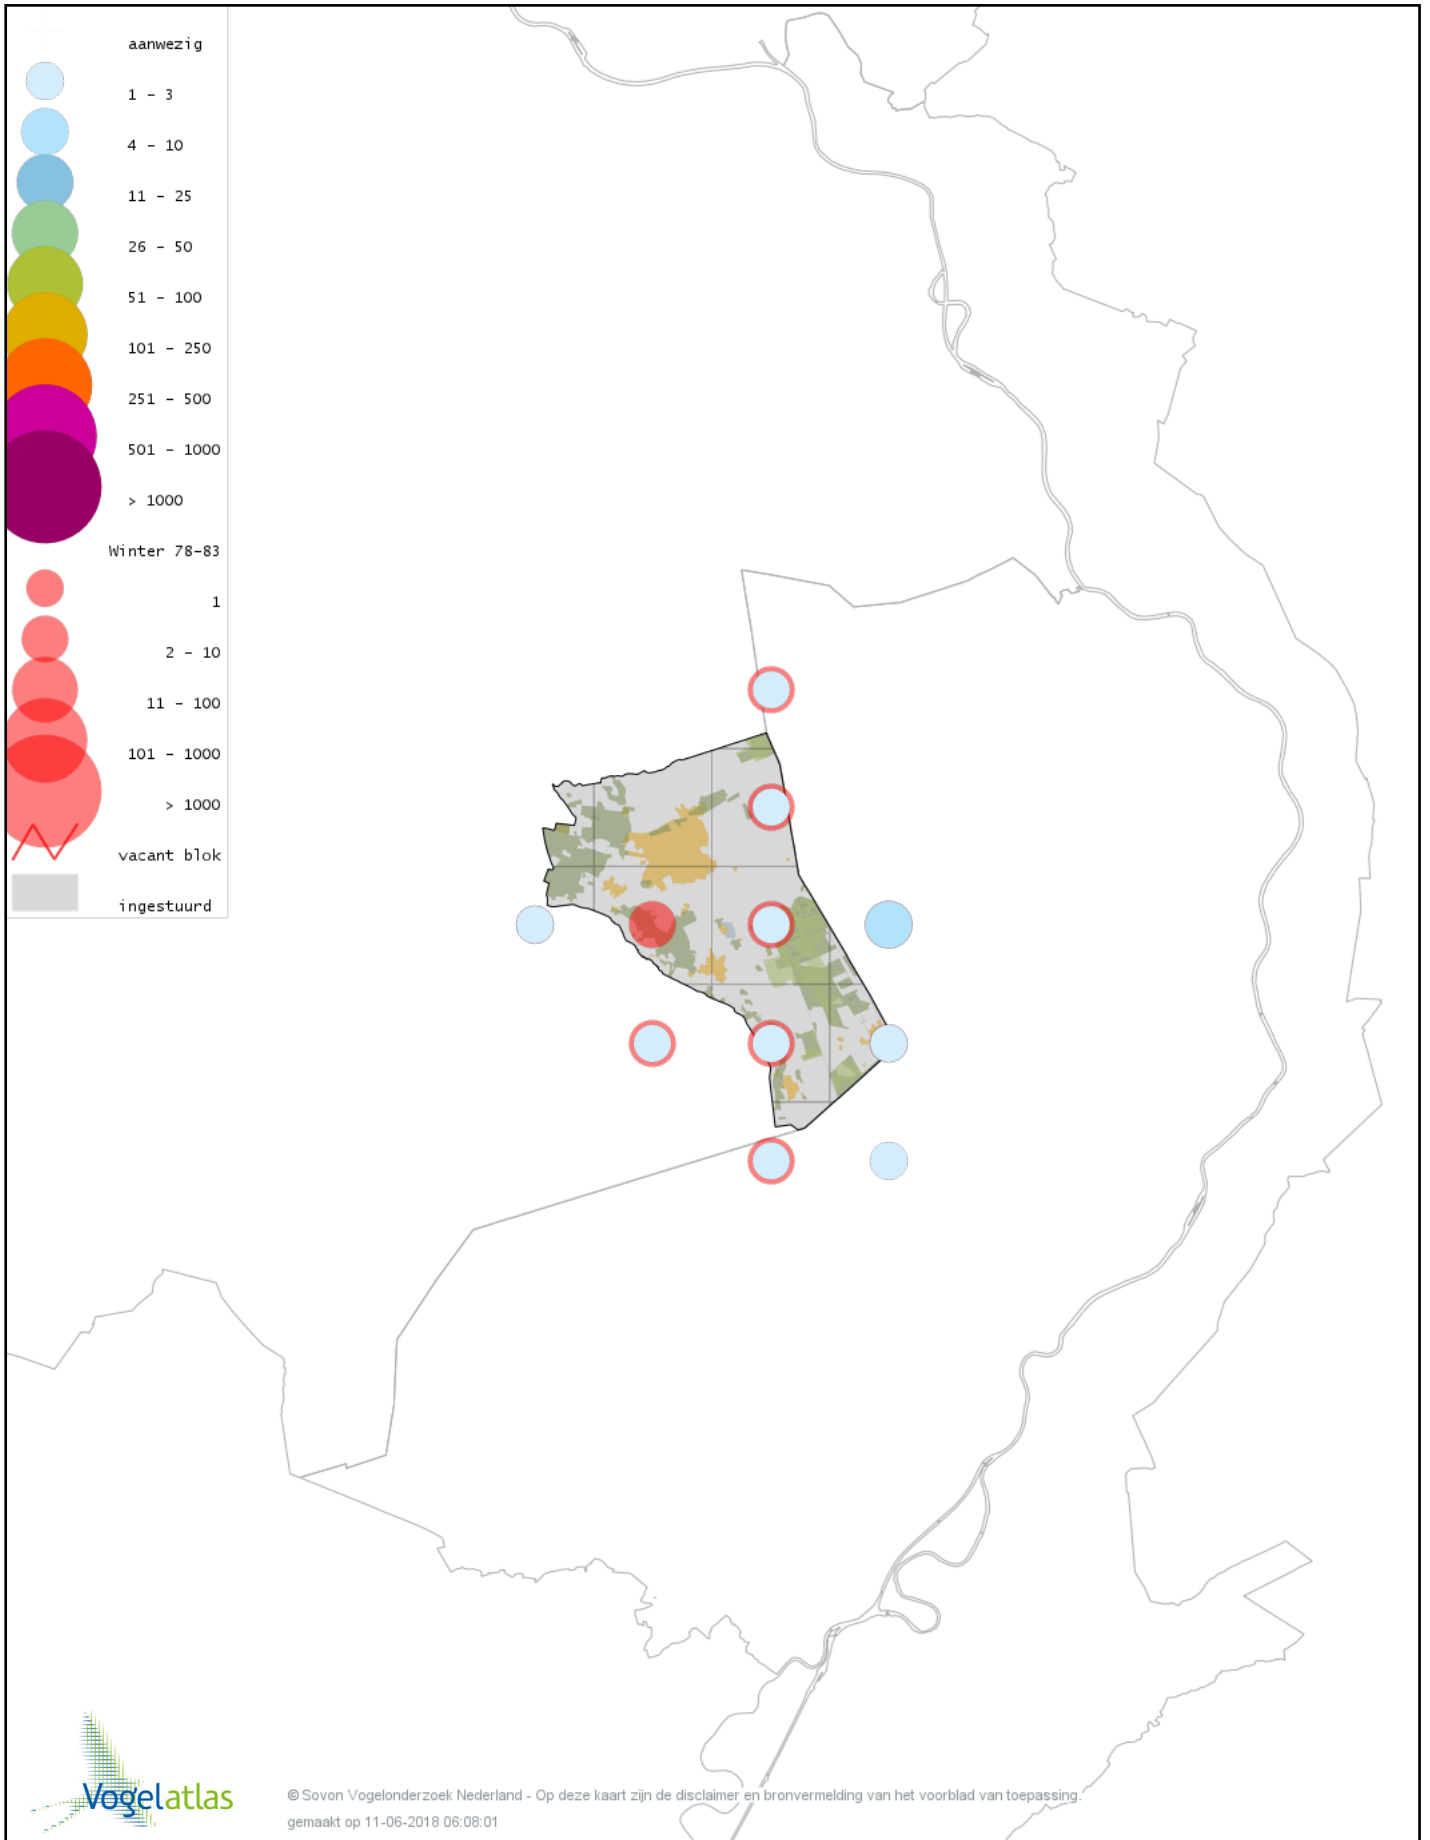 aanwezig
1 - 3
4 - 10
11 - 25
26 - 50
51 - 100
101 - 250
251 - 500
501 - 1000
> 1000
Winter 78-83
1
2 - 10
11 - 100
101 - 1000
> 1000
vacant blok
ingestuurd
Vogelatlas
© Sovon Vogelonderzoek Nederland - Op deze kaart zijn de disclaimer en bronvermelding van het voorblad van toepassing.
gemaakt op 11-06-2018 06:08:01